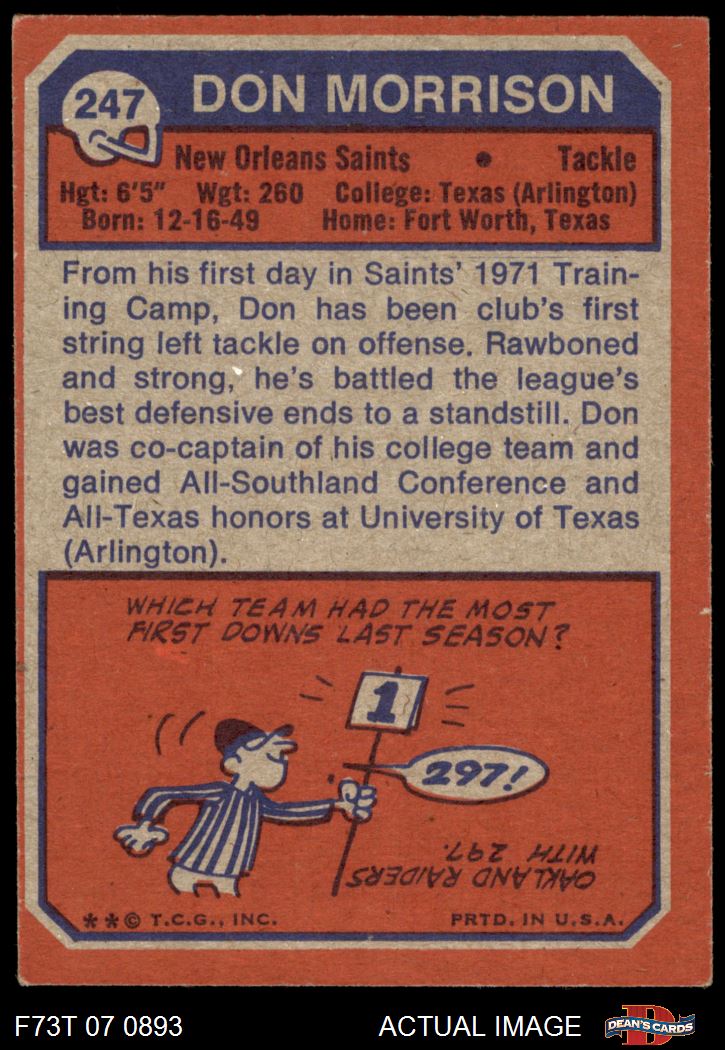 247
DON MORRISON
New Orleans Saints • Tackle
Hgt: 6'5" Wgt: 260 College: Texas (Arlington)
Born: 12-16-49 Home: Fort Worth, Texas
From his first day in Saints' 1971 Train-
ing Camp, Don has been club's first
string left tackle on offense. Rawboned
and strong, he's battled the league's
best defensive ends to a standstill. Don
was co-captain of his college team and
gained All-Southland Conference and
All-Texas honors at University of Texas
(Arlington).
WHICH TEAM HAD THE MOST
FIRST DOWNS LAST SEASON?
1
297!
OAKLAND RAIDERS
WITH 297.
**© T.C.G., INC. PRTD. IN U.S.A.
F73T 07 0893 ACTUAL IMAGE
D
DEAN'S CARDS